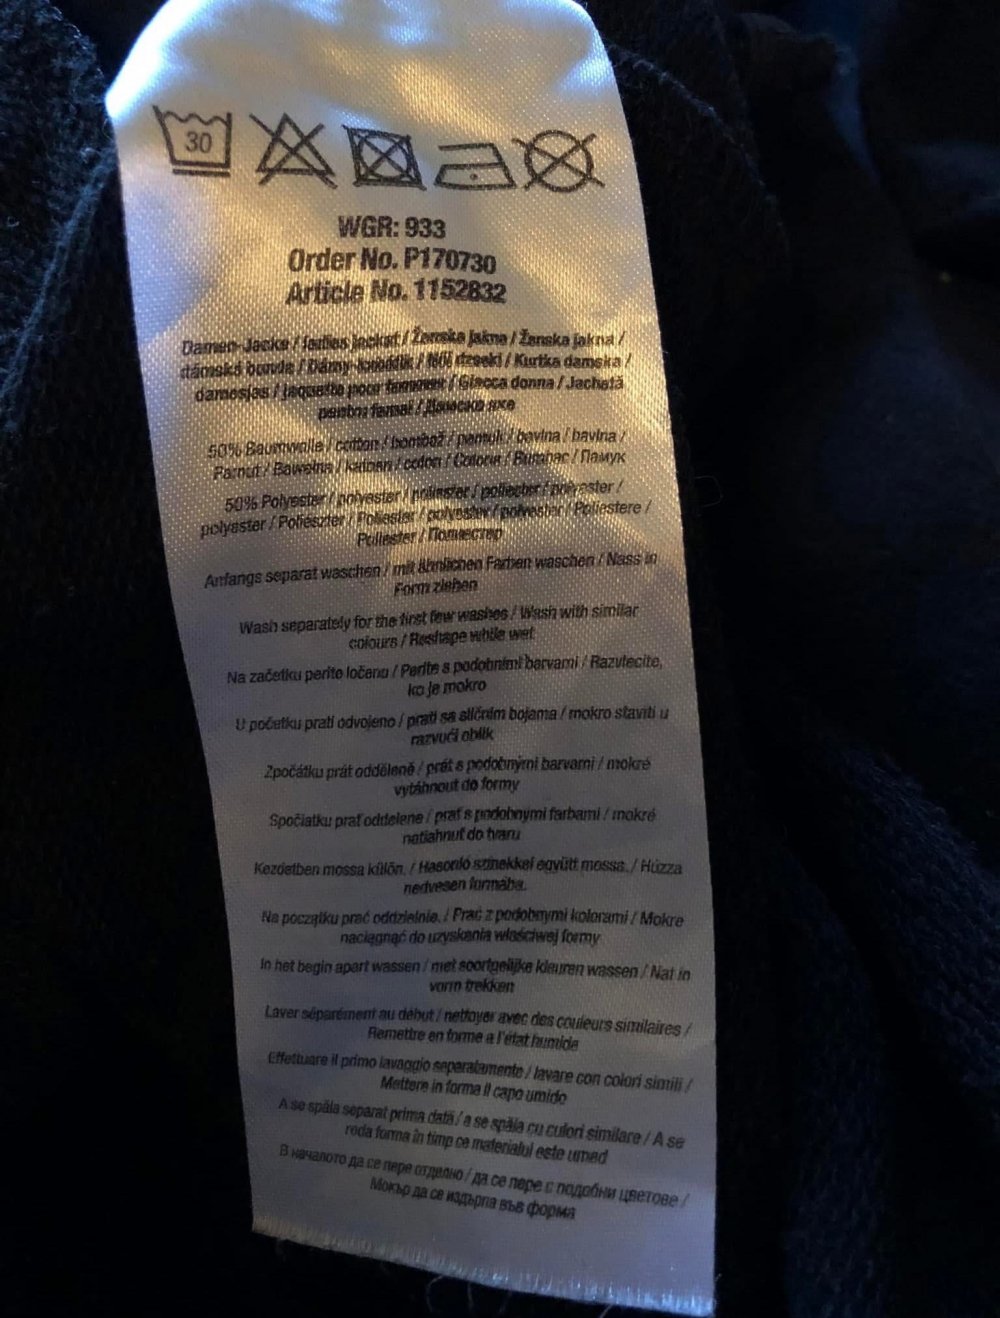 30
WGR: 933
Order No. P170730
Article No. 1152832
Damen-Jacke / ladies jacket / Ženska jakna / Ženska jakna /
dámská bunda / Dámy kabátik / Női dzseki / Kurtka damska /
damesjas / jaquette pour femmes / Giacca donna / Jachetă
pentru femei / Дамско яке
50% Baumwolle / cotton / bombaž / pamuk / bavlna / bavlna /
Pamut / Bawełna / katoen / coton / Cotone / Bumbac / Памук
50% Polyester / polyester / poliester / poliester / polyester /
polyester / Poliészter / Poliester / polyester / polyester / Poliestere /
Poliester / Полиестер
Anfangs separat waschen / mit ähnlichen Farben waschen / Nass in
Form ziehen
Wash separately for the first few washes / Wash with similar
colours / Reshape while wet
Na začetku perite ločeno / Perite s podobnimi barvami / Razvlecite,
ko je mokro
U početku prati odvojeno / prati sa sličnim bojama / mokro staviti u
razvući oblik
Zpočátku prát odděleně / prát s podobnými barvami / mokré
vytáhnout do formy
Spočiatku prať oddelene / prať s podobnymi farbami / mokré
natiahnuť do tvaru
Kezdetben mossa külön. / Hasonló színekkel együtt mossa. / Húzza
nedvesen formába.
Na początku prać oddzielnie. / Prać z podobnymi kolorami / Mokre
naciągnąć do uzyskania właściwej formy
In het begin apart wassen / met soortgelijke kleuren wassen / Nat in
vorm trekken
Laver séparément au début / nettoyer avec des couleurs similaires /
Remettre en forme a l'état humide
Effettuare il primo lavaggio separatamente / lavare con colori simili /
Mettere in forma il capo umido
A se spăla separat prima dată / a se spăla cu culori similare / A se
reda forma în timp ce materialul este umed
В началото да се пере отделно / да се пере с подобни цветове /
Мокър да се издърпа във форма